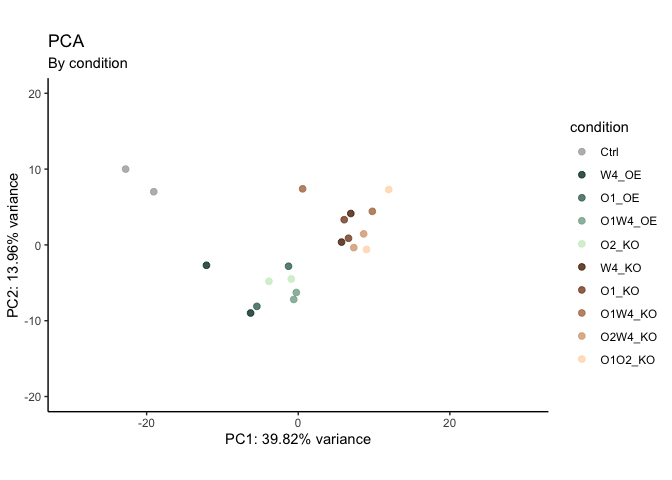 PCA
By condition
20
10
0
-10
-20
PC2: 13.96% variance
-20
0
20
PC1: 39.82% variance
condition
Ctrl
W4_OE
O1_OE
O1W4_OE
O2_KO
W4_KO
O1_KO
O1W4_KO
O2W4_KO
O1O2_KO